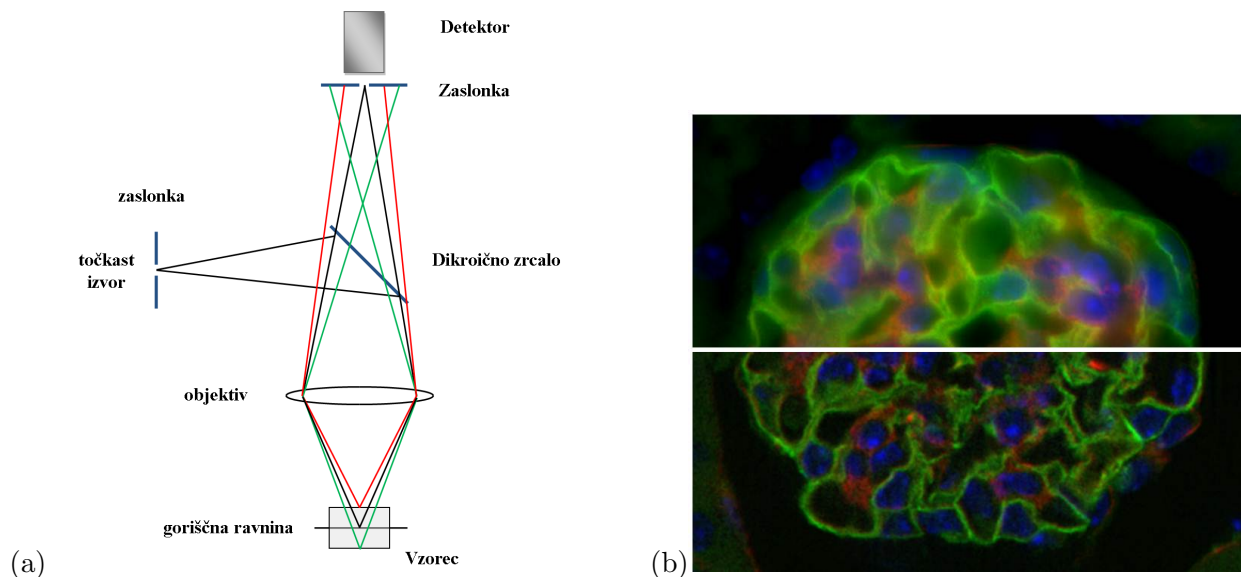 Detektor
Zaslonka
zaslonka
točkast
izvor
Dikroično zrcalo
objektiv
goriščna ravnina
Vzorec
(a)
(b)